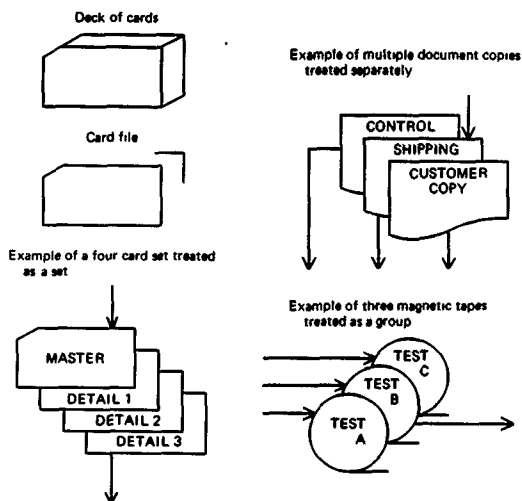 Deck of cards
Card file
Example of a four card set treated
as a set
MASTER
DETAIL 1
DETAIL 2
DETAIL 3
Example of multiple document copies
treated separately
CONTROL
SHIPPING
CUSTOMER
COPY
Example of three magnetic tapes
treated as a group
TEST
C
TEST
B
TEST
A